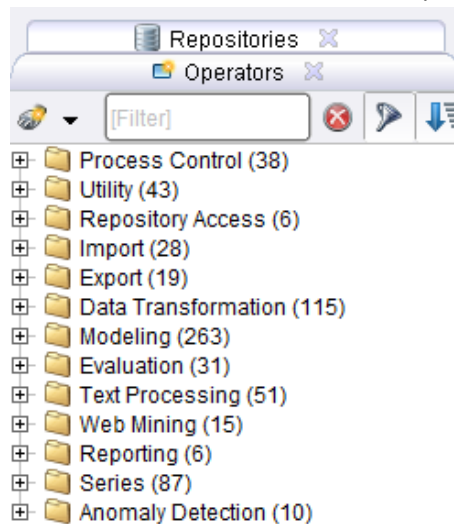 Repositories
Operators
[Filter]
Process Control (38)
Utility (43)
Repository Access (6)
Import (28)
Export (19)
Data Transformation (115)
Modeling (263)
Evaluation (31)
Text Processing (51)
Web Mining (15)
Reporting (6)
Series (87)
Anomaly Detection (10)